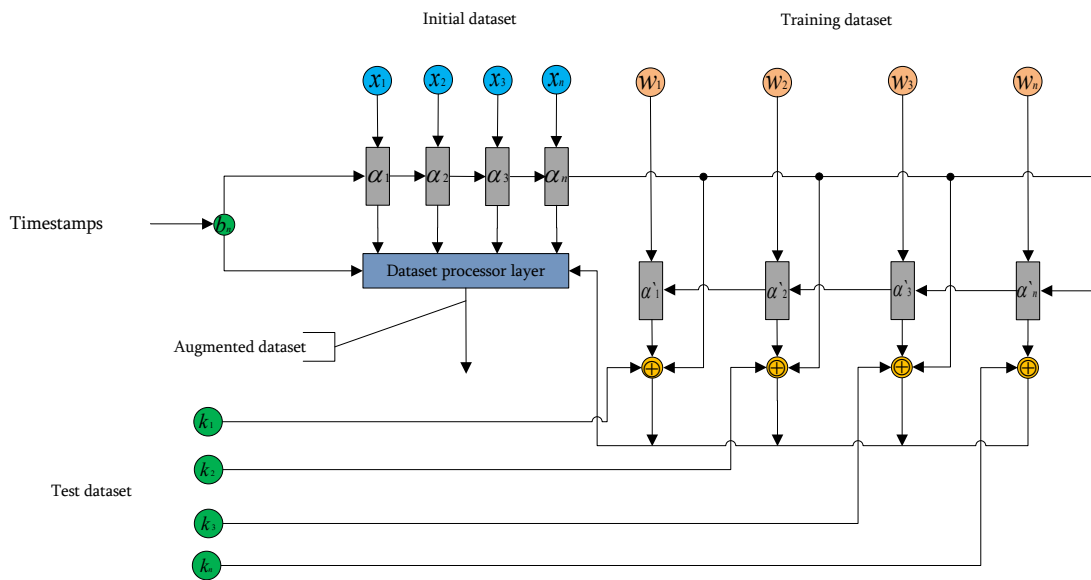 Initial dataset
Training dataset
x₁ x₂ x₃ xₙ w₁ w₂ w₃ wₙ
α₁ α₂ α₃ αₙ
Timestamps
bₙ
Dataset processor layer
α`₁ α`₂ α`₃ α`ₙ
Augmented dataset
k₁
k₂
Test dataset
k₃
kₙ